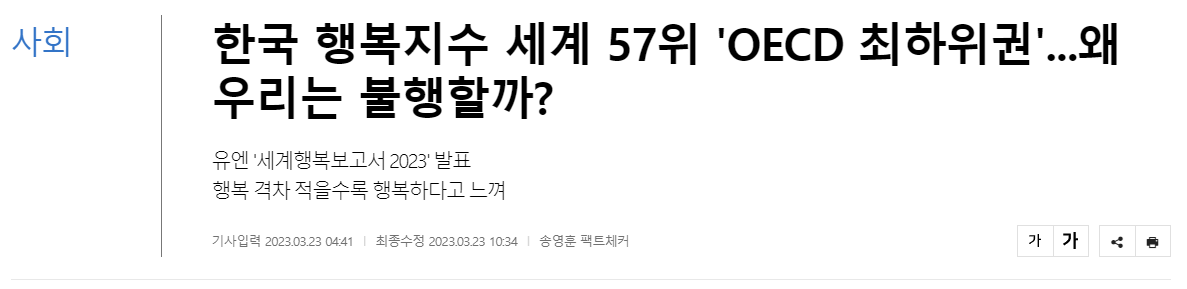 사회
한국 행복지수 세계 57위 'OECD 최하위권'...왜
우리는 불행할까?
유엔 '세계행복보고서 2023' 발표
행복 격차 적을수록 행복하다고 느껴
기사입력 2023.03.23 04:41 | 최종수정 2023.03.23 10:34 | 송영훈 팩트체커
가 가